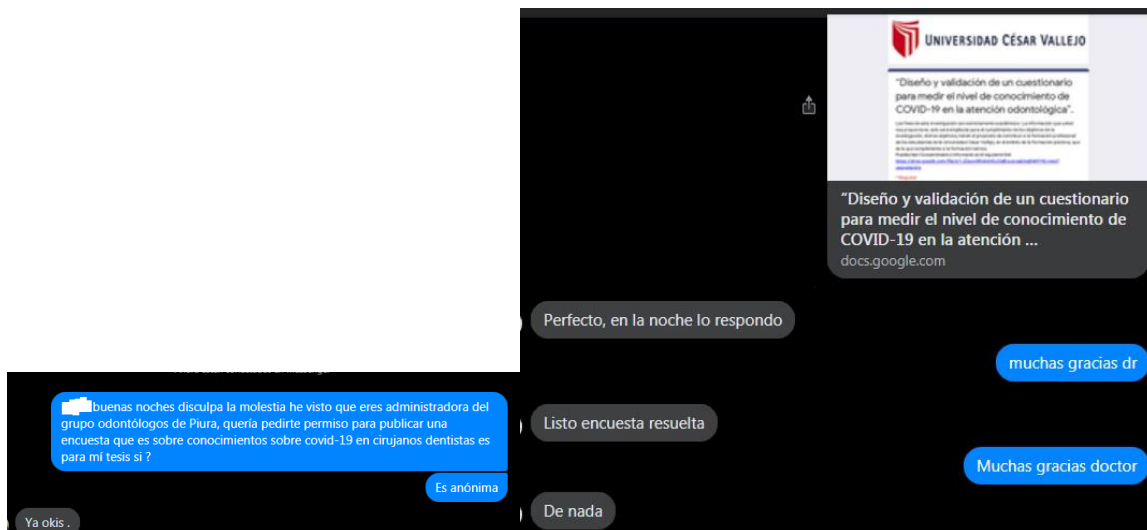 buenas noches disculpa la molestia he visto que eres administradora del
grupo odontólogos de Piura, quería pedirte permiso para publicar una
encuesta que es sobre conocimientos sobre covid-19 en cirujanos dentistas es
para mí tesis si ?
Es anónima
Ya okis .
UNIVERSIDAD CÉSAR VALLEJO
"Diseño y validación de un cuestionario
para medir el nivel de conocimiento de
COVID-19 en la atención odontológica".
"Diseño y validación de un cuestionario
para medir el nivel de conocimiento de
COVID-19 en la atención ...
docs.google.com
Perfecto, en la noche lo respondo
muchas gracias dr
Listo encuesta resuelta
Muchas gracias doctor
De nada